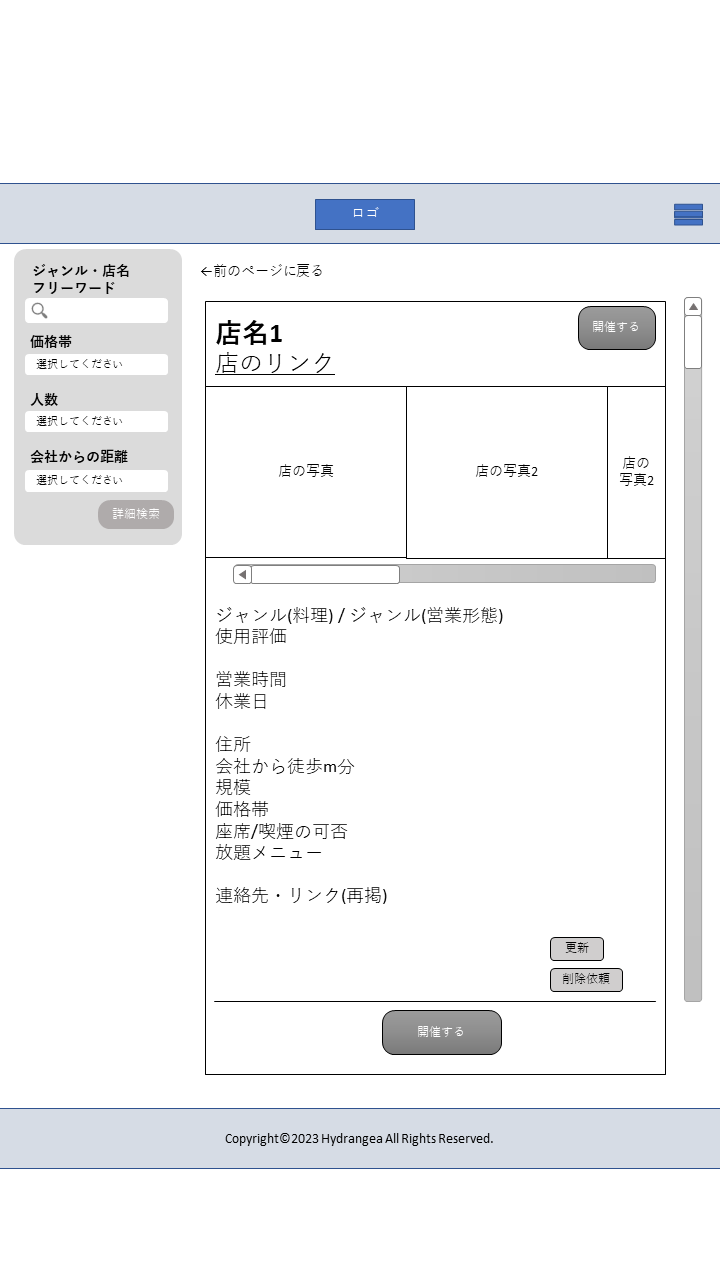 ロゴ
ジャンル・店名
フリーワード
価格帯
選択してください
人数
選択してください
会社からの距離
選択してください
詳細検索
←前のページに戻る
店名1
店のリンク
開催する
店の写真
店の写真2
店の
写真2
ジャンル(料理) / ジャンル(営業形態)
使用評価
営業時間
休業日
住所
会社から徒歩m分
規模
価格帯
座席/喫煙の可否
放題メニュー
連絡先・リンク(再掲)
更新
削除依頼
開催する
Copyright©2023 Hydrangea All Rights Reserved.